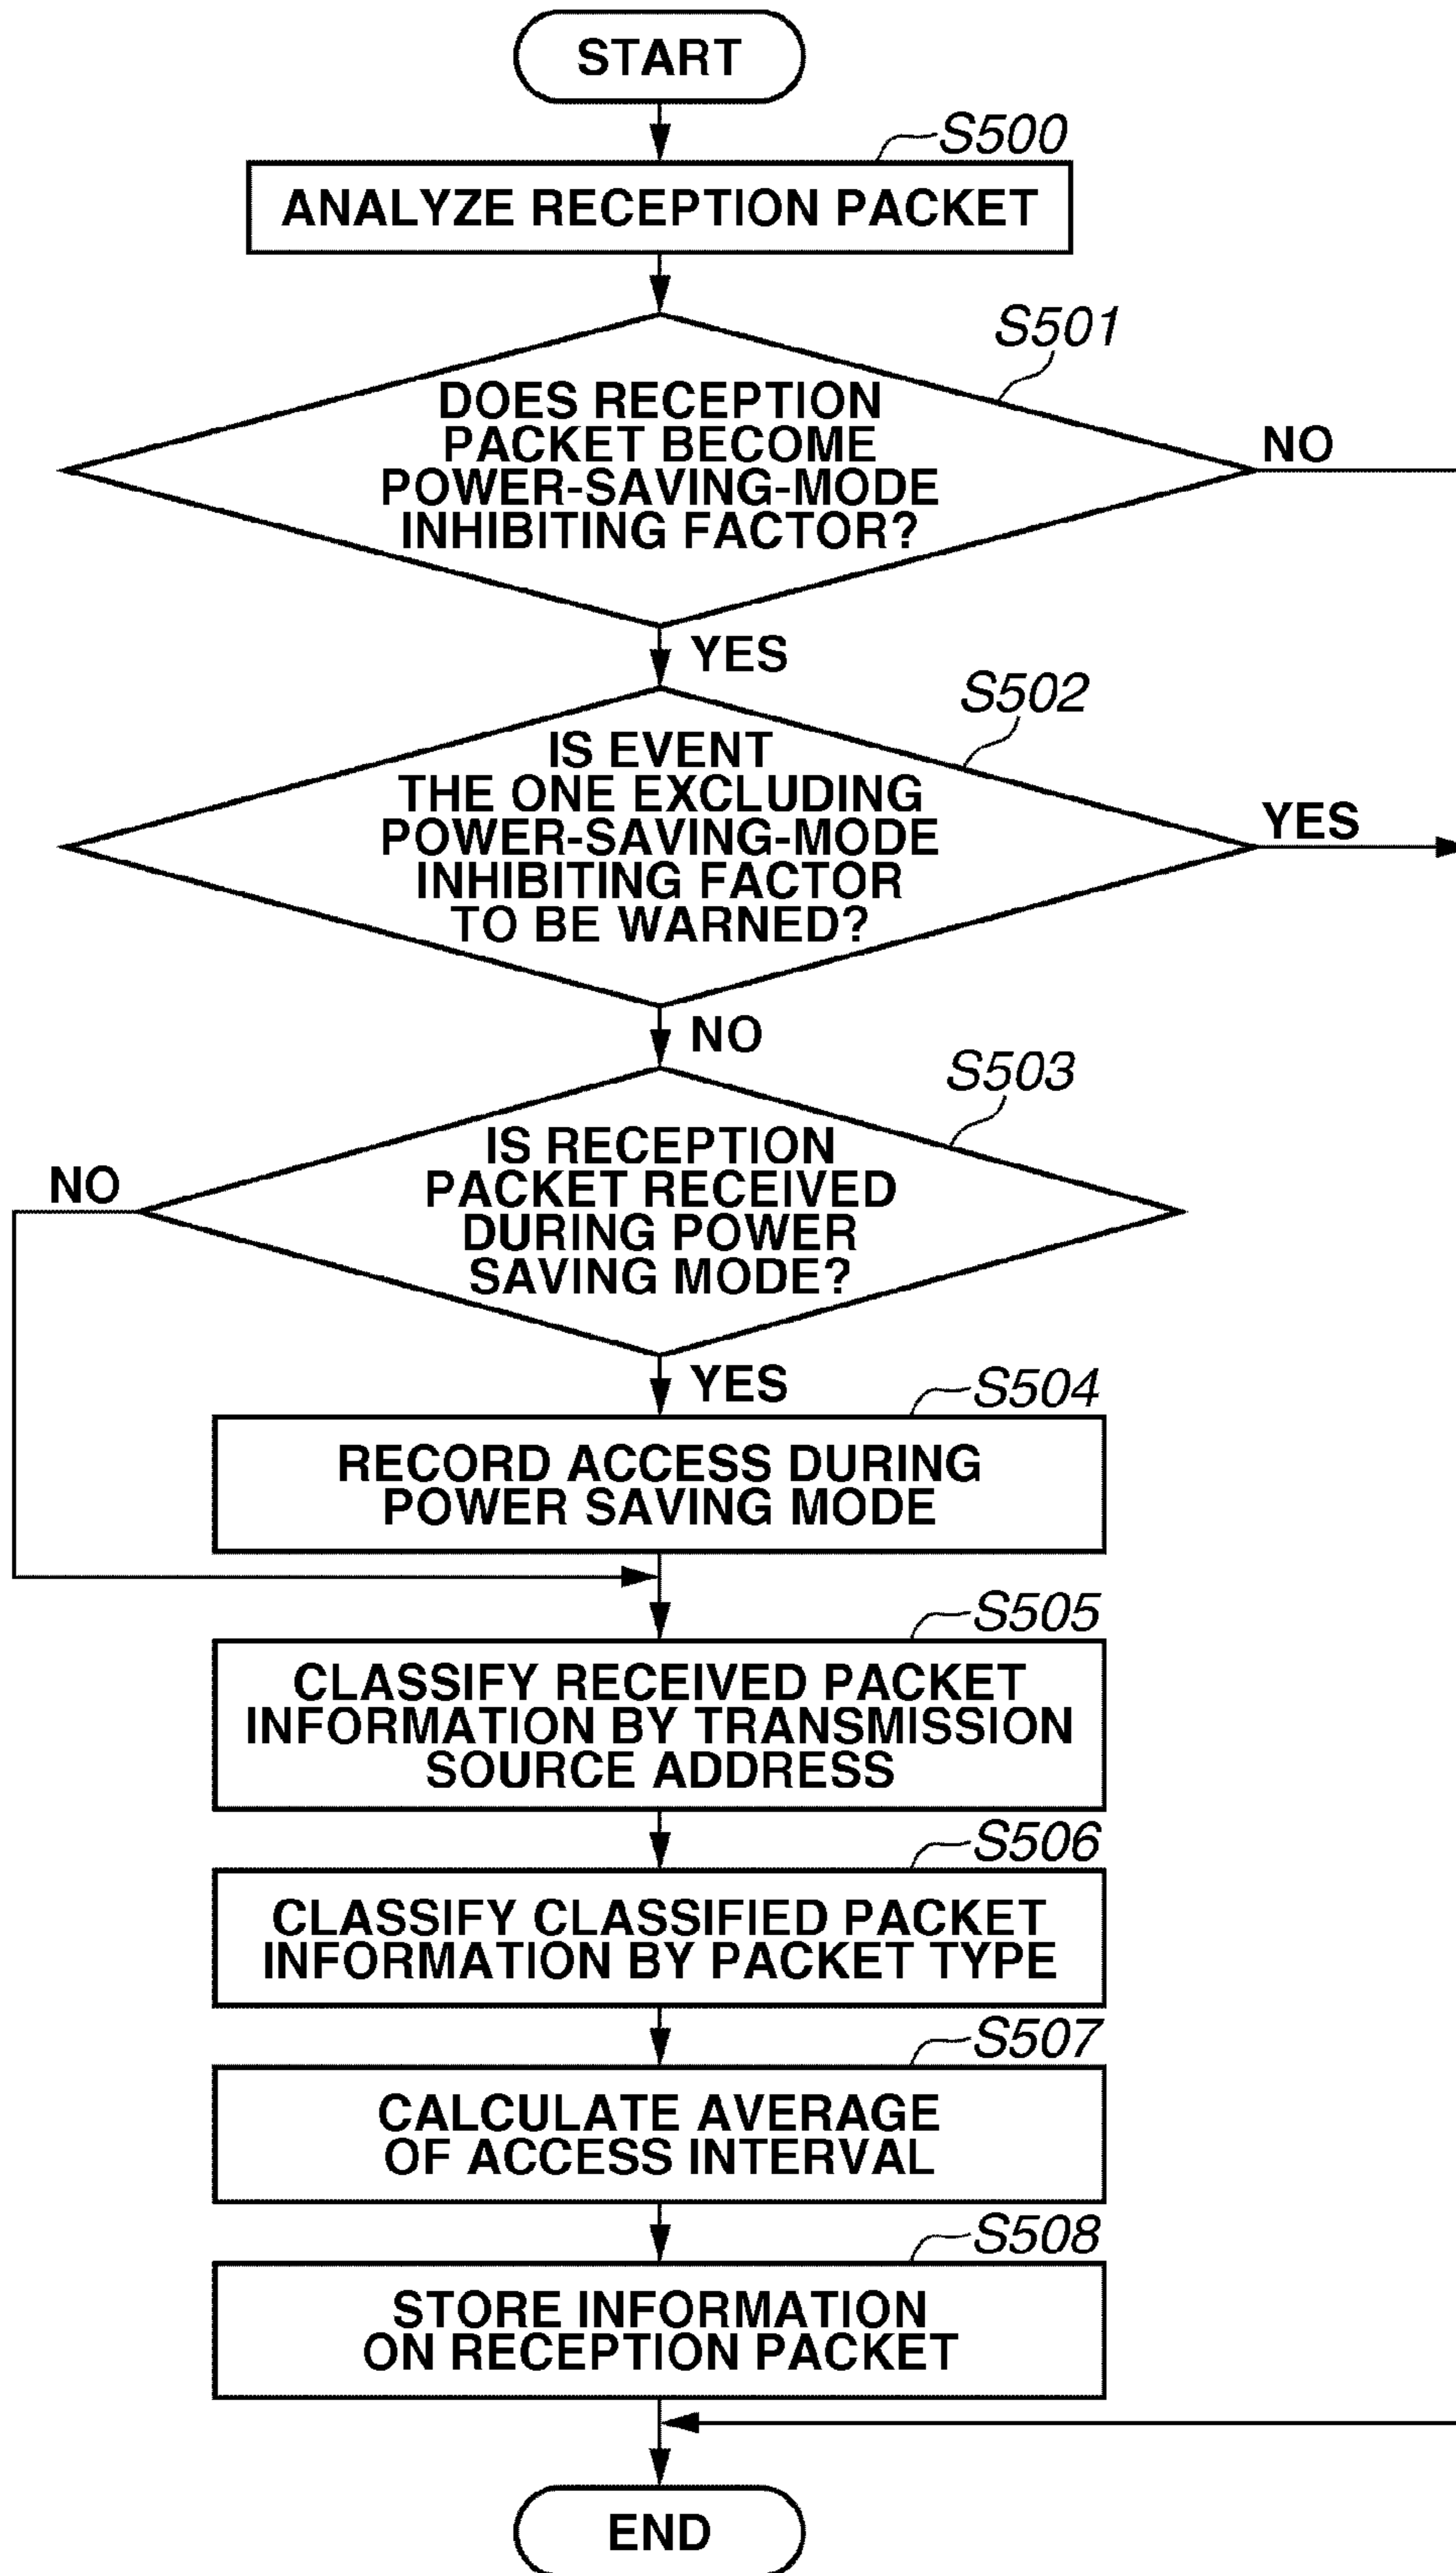 START
S500
ANALYZE RECEPTION PACKET
S501
DOES RECEPTION
PACKET BECOME
POWER-SAVING-MODE
INHIBITING FACTOR?
NO
YES
S502
IS EVENT
THE ONE EXCLUDING
POWER-SAVING-MODE
INHIBITING FACTOR
TO BE WARNED?
YES
NO
S503
IS RECEPTION
PACKET RECEIVED
DURING POWER
SAVING MODE?
NO
YES
S504
RECORD ACCESS DURING
POWER SAVING MODE
S505
CLASSIFY RECEIVED PACKET
INFORMATION BY TRANSMISSION
SOURCE ADDRESS
S506
CLASSIFY CLASSIFIED PACKET
INFORMATION BY PACKET TYPE
S507
CALCULATE AVERAGE
OF ACCESS INTERVAL
S508
STORE INFORMATION
ON RECEPTION PACKET
END